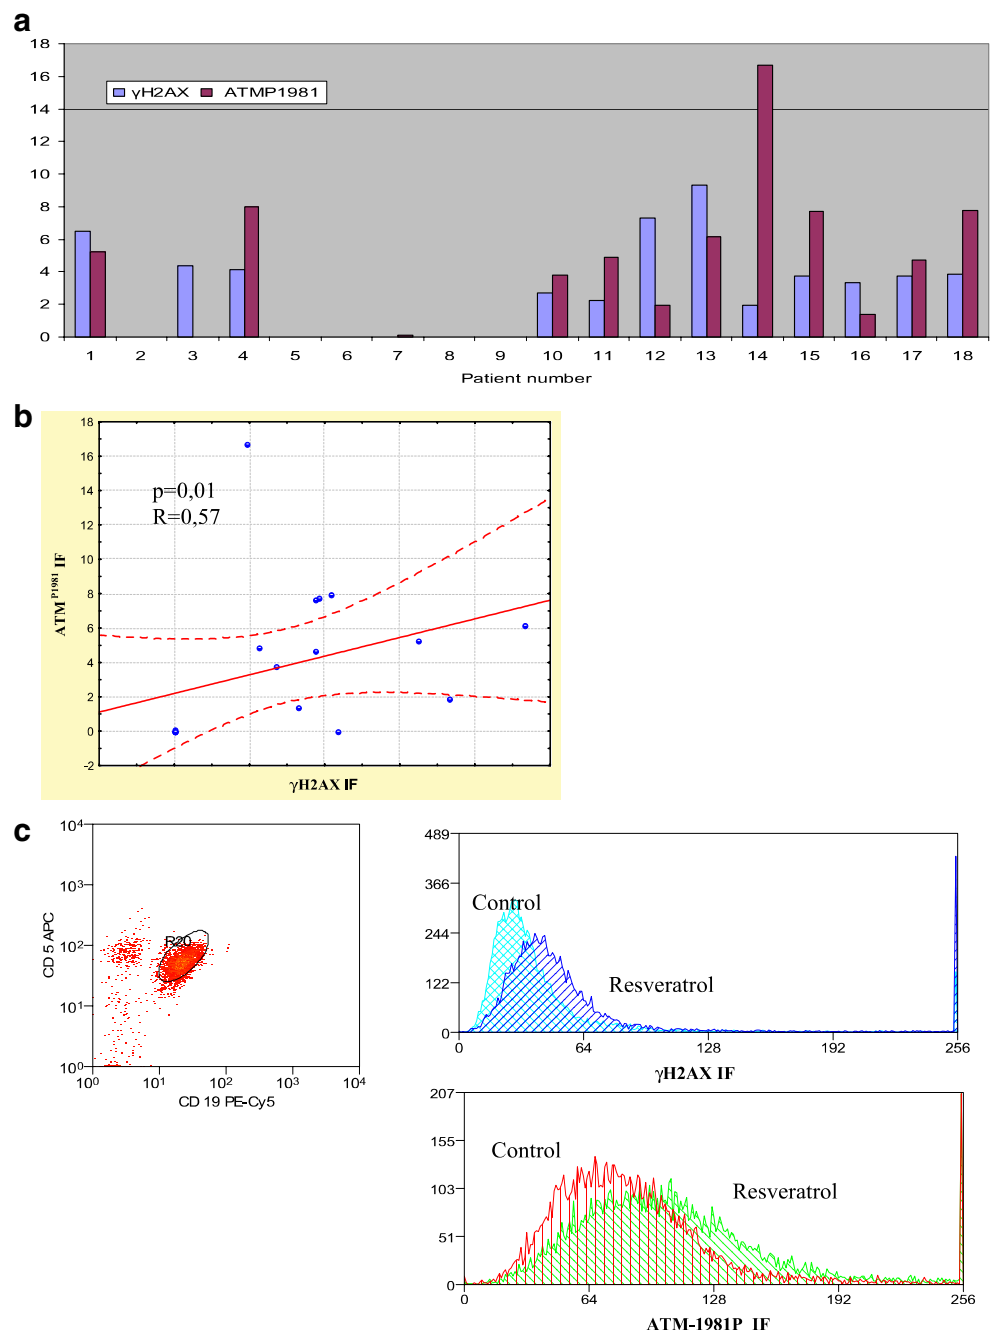 a
18
16
14
12
10
8
6
4
2
0
γH2AX ATMP1981
1 2 3 4 5 6 7 8 9 10 11 12 13 14 15 16 17 18
Patient number
b
18
16
14
12
10
8
6
4
2
0
-2
ATM P1981 IF
p=0,01
R=0,57
γH2AX IF
c
10⁴
10³
10²
10¹
10⁰
CD 5 APC
R20
10⁰ 10¹ 10² 10³ 10⁴
CD 19 PE-Cy5
489
366
244
122
0
Control
Resveratrol
0 64 128 192 256
γH2AX IF
207
155
103
51
0
Control
Resveratrol
0 64 128 192 256
ATM-1981P IF